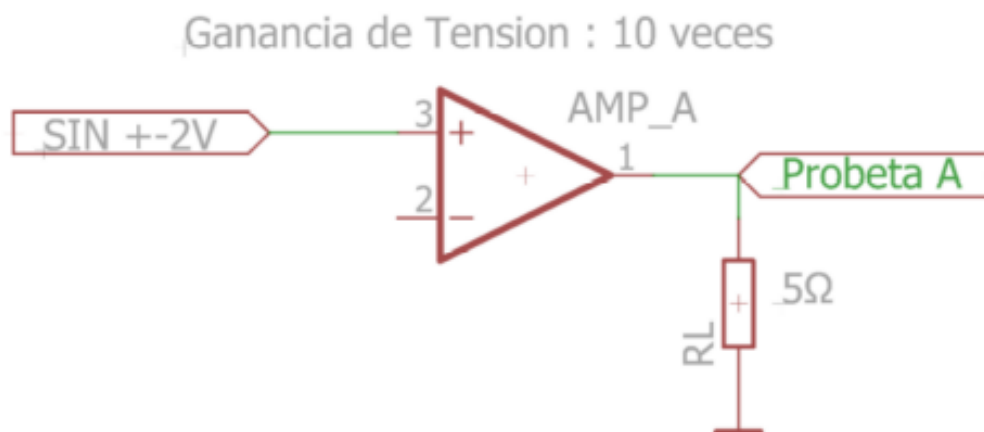 Ganancia de Tension : 10 veces
SIN +-2V
3
+
2
−
AMP_A
1
Probeta A
5Ω
RL